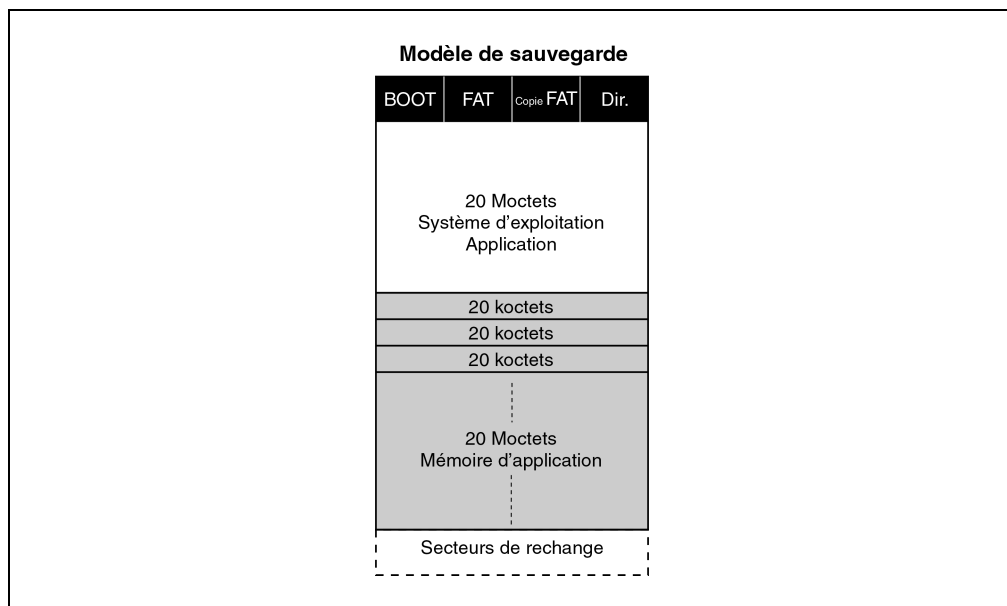 Modèle de sauvegarde
BOOT FAT Copie FAT Dir.
20 Moctets
Système d'exploitation
Application
20 koctets
20 koctets
20 koctets
20 Moctets
Mémoire d'application
Secteurs de rechange